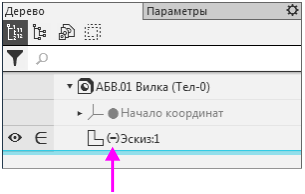 Дерево Параметры
АБВ.01 Вилка (Тел-0)
Начало координат
(-)Эскиз:1